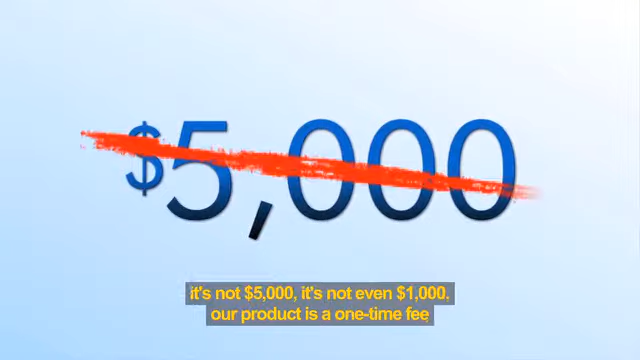 $5,000
it's not $5,000, it's not even $1,000.
our product is a one-time fee